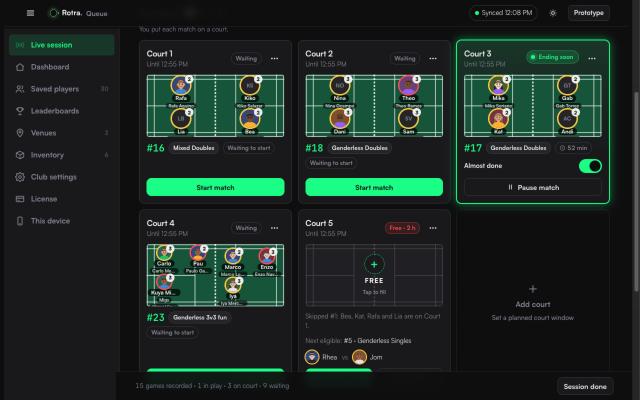 Rotra. Queue
Synced 12:08 PM
Prototype
Live session
Dashboard
Saved players 30
Leaderboards
Venues 3
Inventory 6
Club settings
License
This device
You put each match on a court.
Court 1
Until 12:55 PM
Waiting
Rafa
Kiko
Lia
Bea
#16 Mixed Doubles Waiting to start
Start match
Court 2
Until 12:55 PM
Waiting
Nina
Theo
Dani
Sam
#18 Genderless Doubles
Waiting to start
Start match
Court 3
Until 12:55 PM
Ending soon
Mika
Gab
Kat
Andi
#17 Genderless Doubles 52 min
Almost done
Pause match
Court 4
Until 12:55 PM
Waiting
Carlo
Pau
Marco
Enzo
Kuya Mi...
Iya
#23 Genderless 3v3 fun
Waiting to start
Court 5
Until 12:55 PM
Free · 2 h
FREE
Tap to fill
Skipped #1: Bea, Kat, Rafa and Lia are on Court
1.
Next eligible: #5 · Genderless Singles
Rhea vs Jom
Add court
Set a planned court window
15 games recorded · 1 in play · 3 on court · 9 waiting
Session done